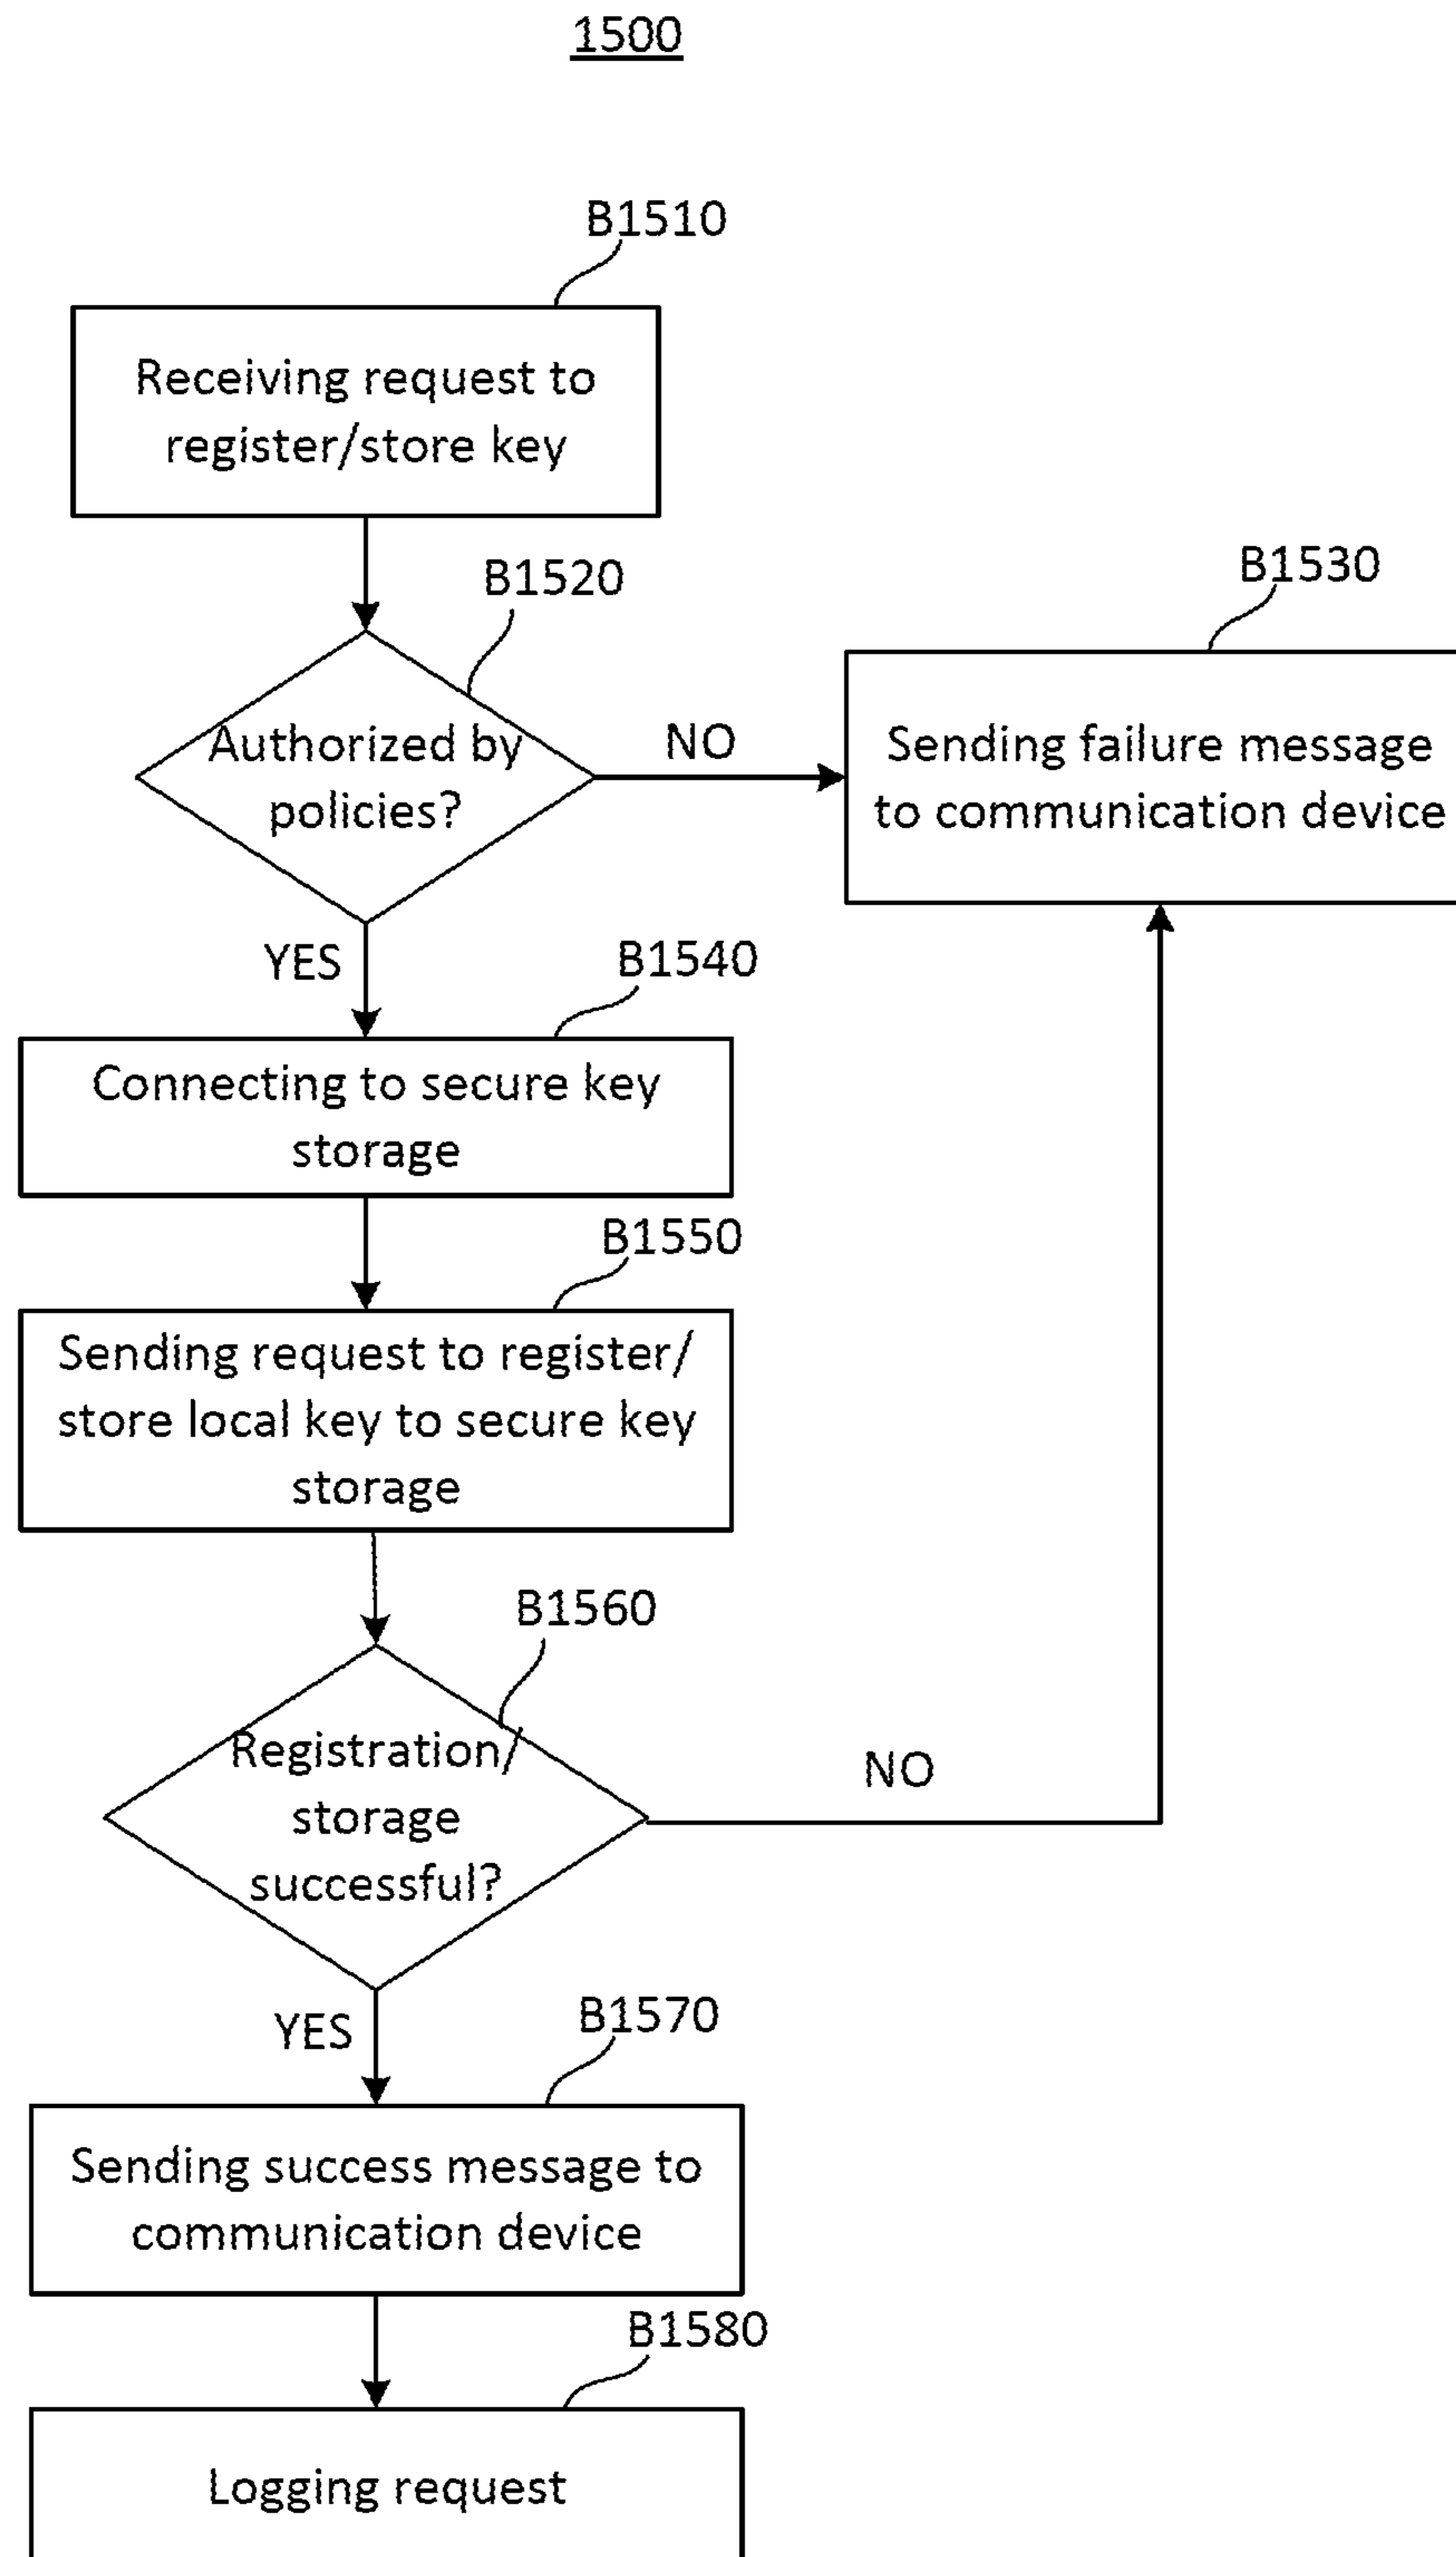 1500
B1510
Receiving request to
register/store key
B1520
Authorized by
policies?
NO
B1530
Sending failure message
to communication device
YES
B1540
Connecting to secure key
storage
B1550
Sending request to register/
store local key to secure key
storage
B1560
Registration/
storage
successful?
NO
YES
B1570
Sending success message to
communication device
B1580
Logging request